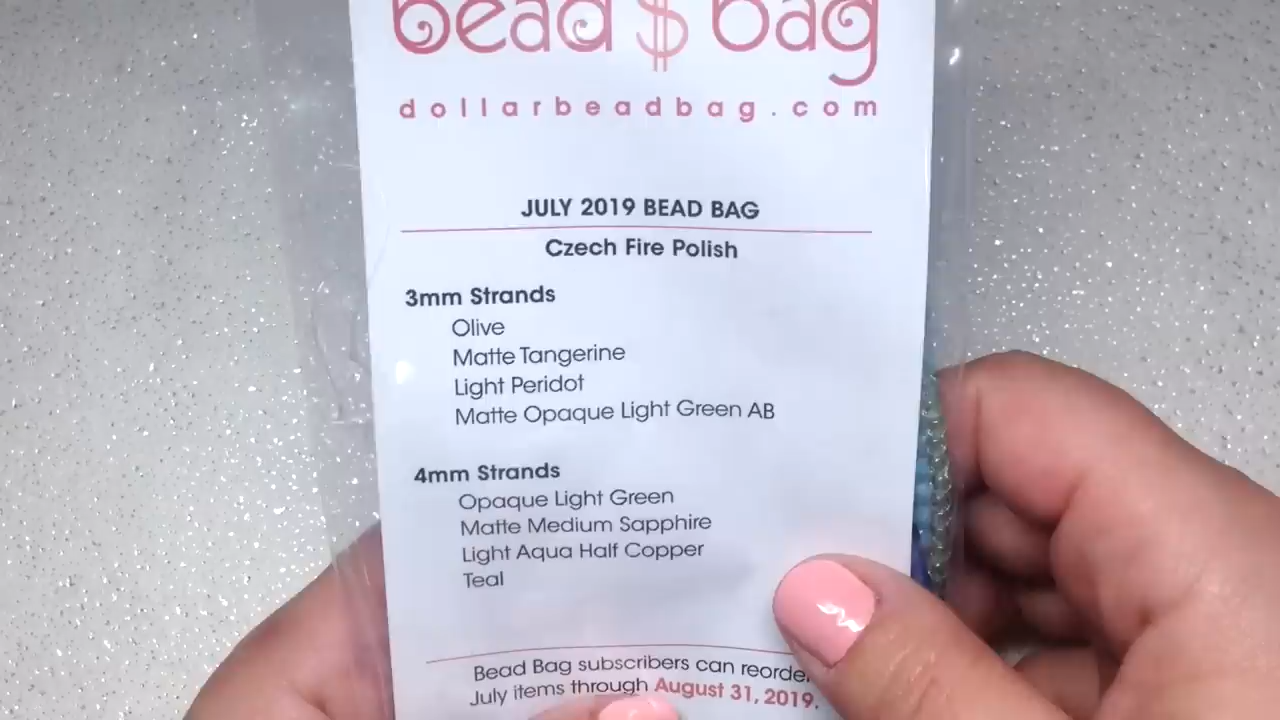 bead $ bag
dollarbeadbag.com
JULY 2019 BEAD BAG
Czech Fire Polish
3mm Strands
Olive
Matte Tangerine
Light Peridot
Matte Opaque Light Green AB
4mm Strands
Opaque Light Green
Matte Medium Sapphire
Light Aqua Half Copper
Teal
Bead Bag subscribers can reorder
July items through August 31, 2019.